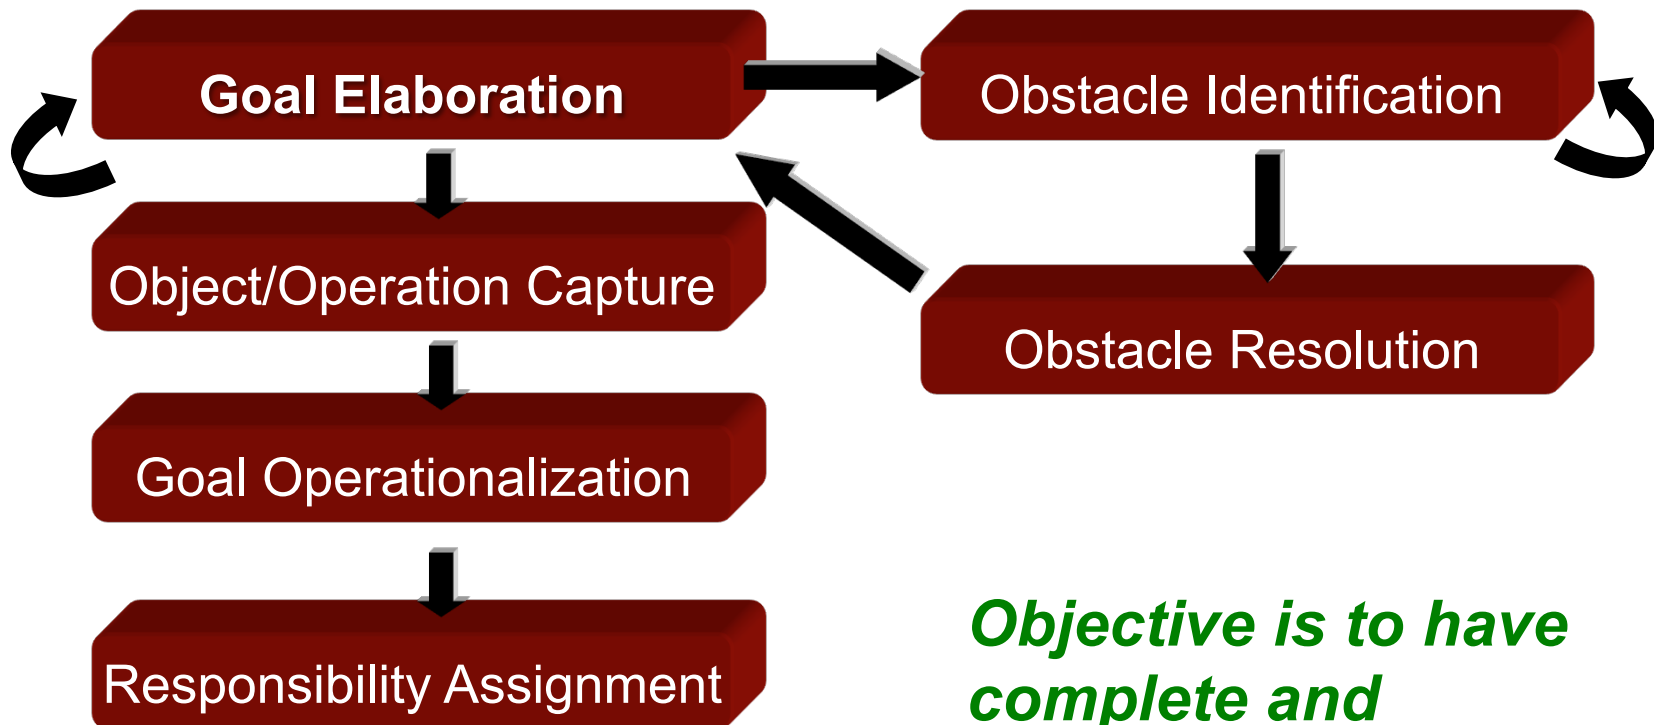 Goal Elaboration
Obstacle Identification
Object/Operation Capture
Obstacle Resolution
Goal Operationalization
Responsibility Assignment
Objective is to have
complete and